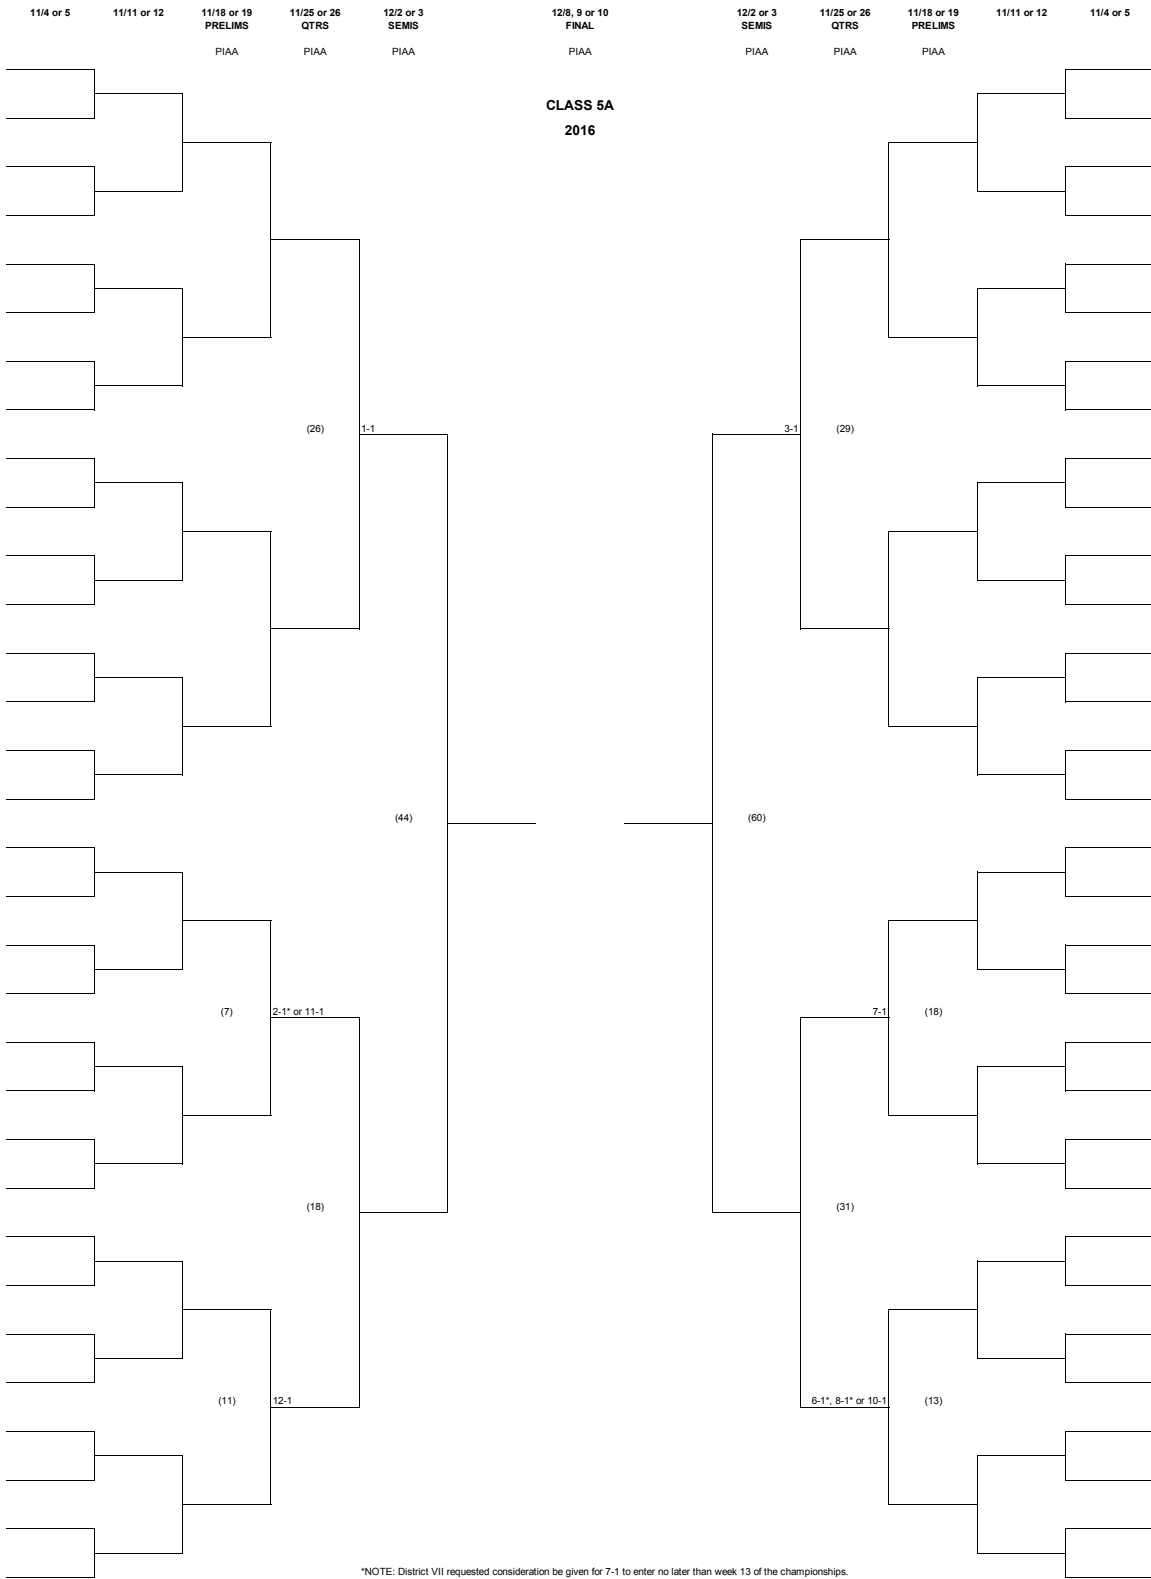 11/4 or 5 11/11 or 12 11/18 or 19 11/25 or 26 12/2 or 3 12/8, 9 or 10 12/2 or 3 11/25 or 26 11/18 or 19 11/11 or 12 11/4 or 5
PRELIMS QTRS SEMIS FINAL SEMIS QTRS PRELIMS
PIAA PIAA PIAA PIAA PIAA PIAA PIAA
CLASS 5A
2016
(26) 1-1 3-1 (29)
(44) (60)
(7) 2-1* or 11-1 7-1 (18)
(18) (31)
(11) 12-1 6-1*, 8-1* or 10-1 (13)
*NOTE: District VII requested consideration be given for 7-1 to enter no later than week 13 of the championships.